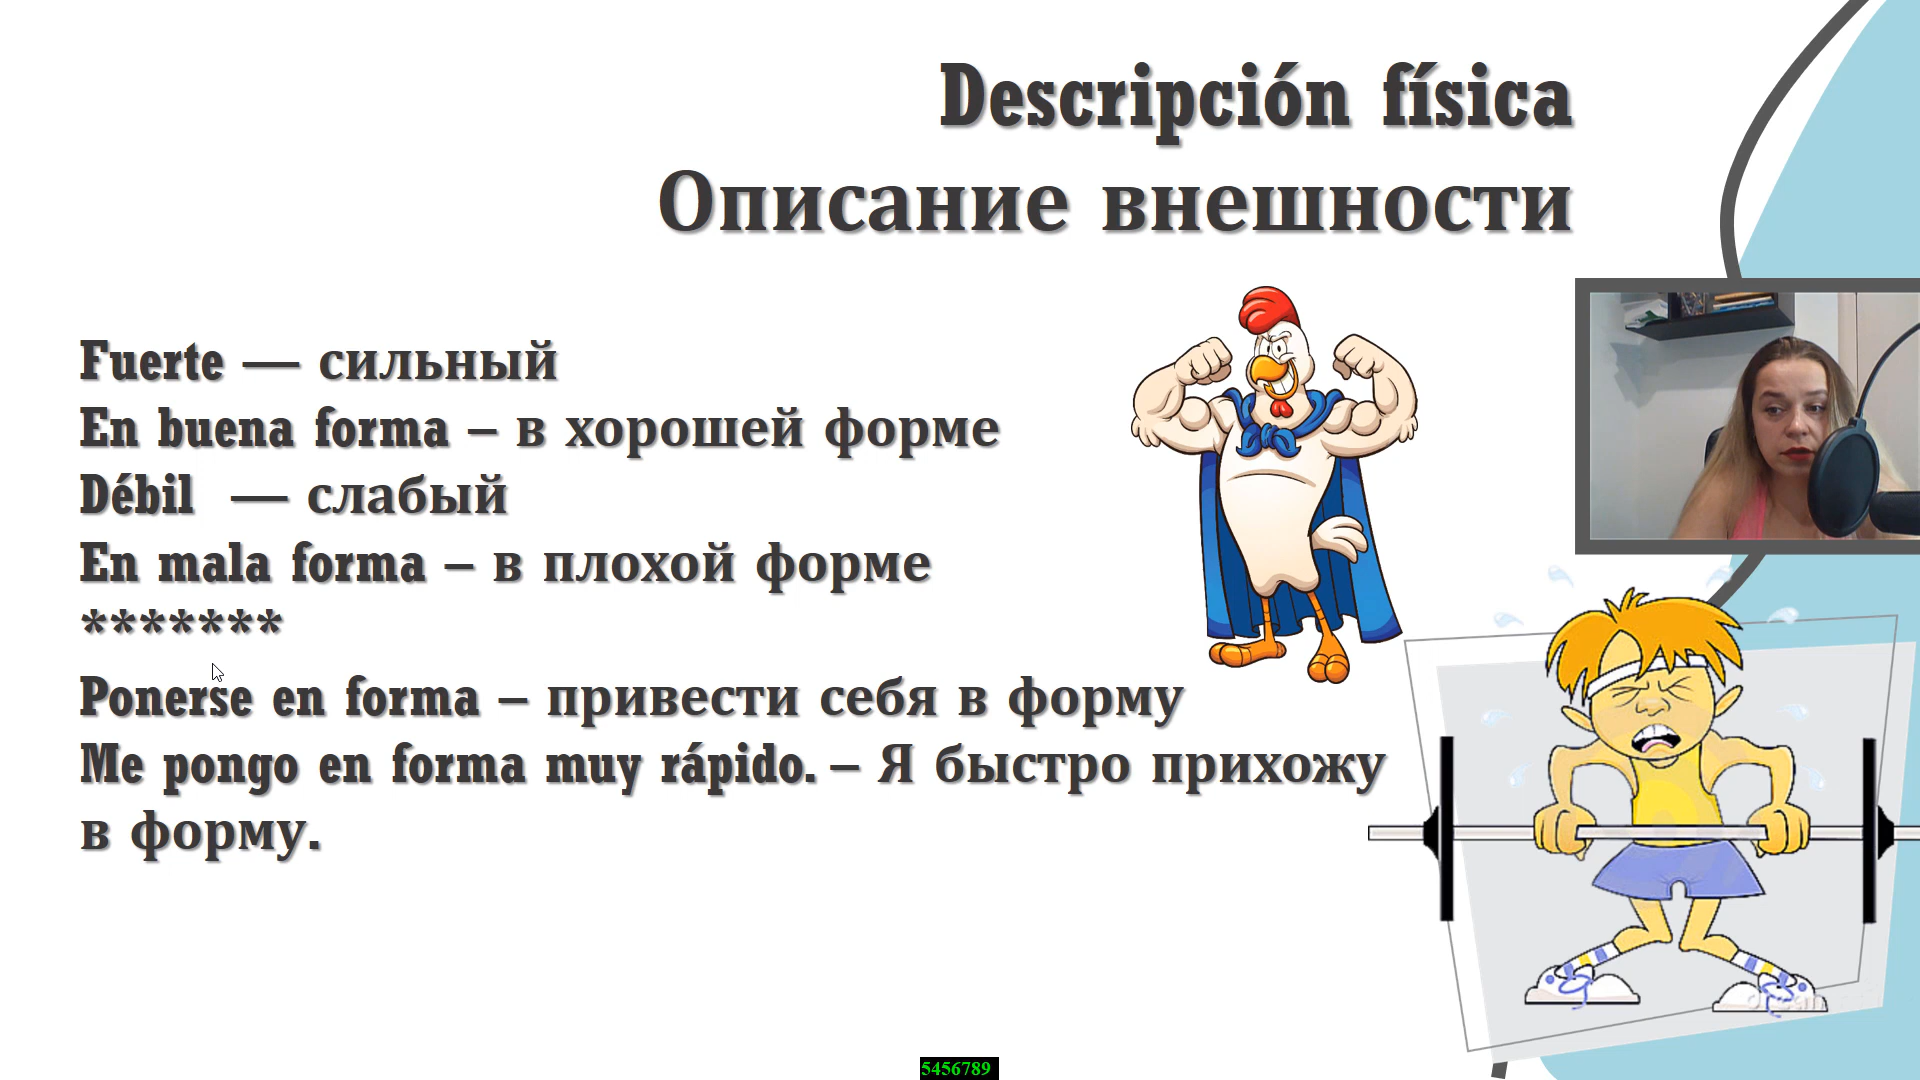 Descripción física
Описание внешности
Fuerte — сильный
En buena forma – в хорошей форме
Débil — слабый
En mala forma – в плохой форме
*******
Ponerse en forma – привести себя в форму
Me pongo en forma muy rápido. – Я быстро прихожу
в форму.
5456789